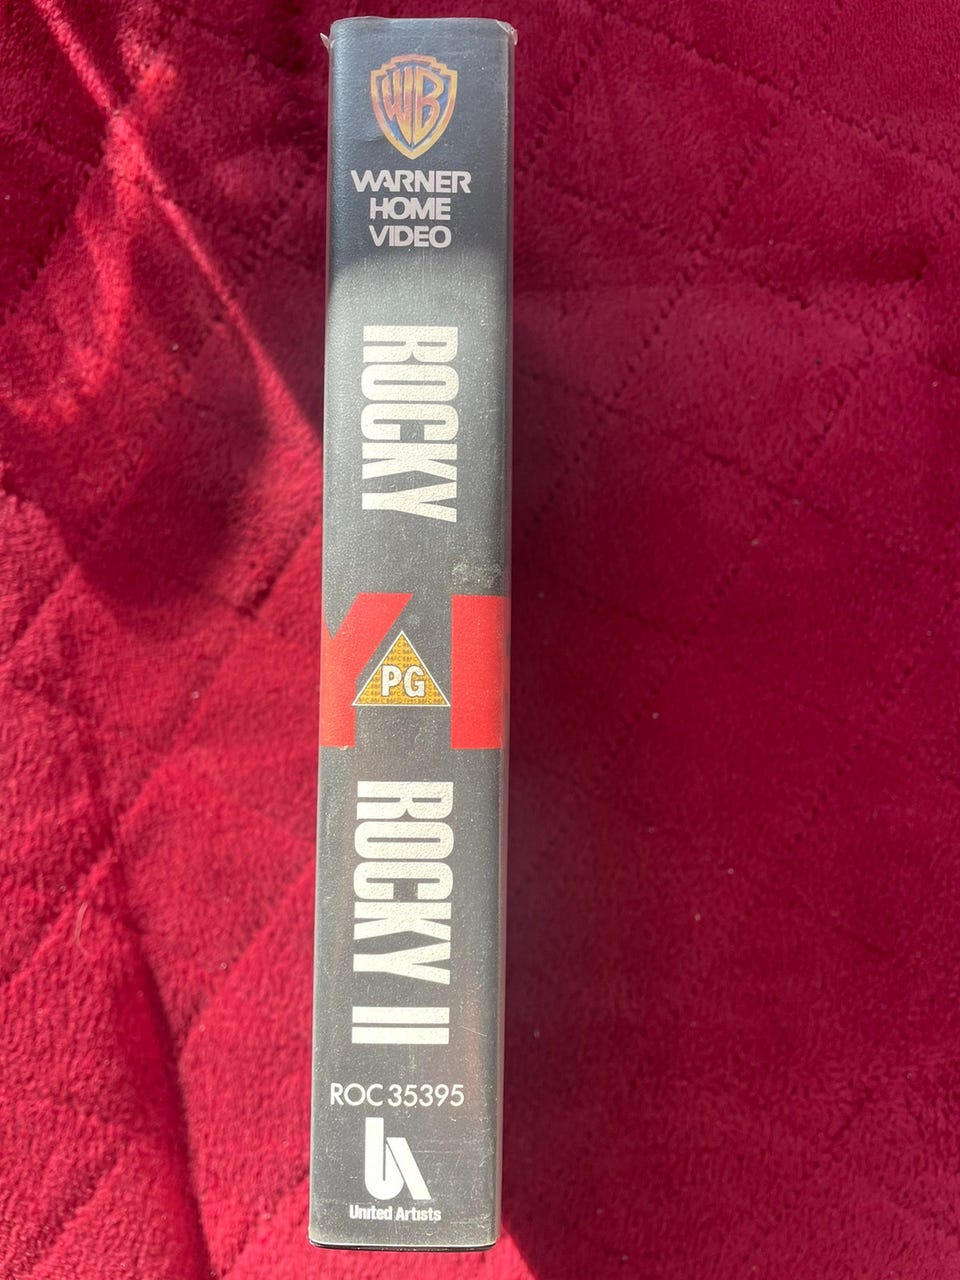 WB
WARNER
HOME
VIDEO
ROCKY
Y I
PG
ROCKY II
ROC 35395
United Artists